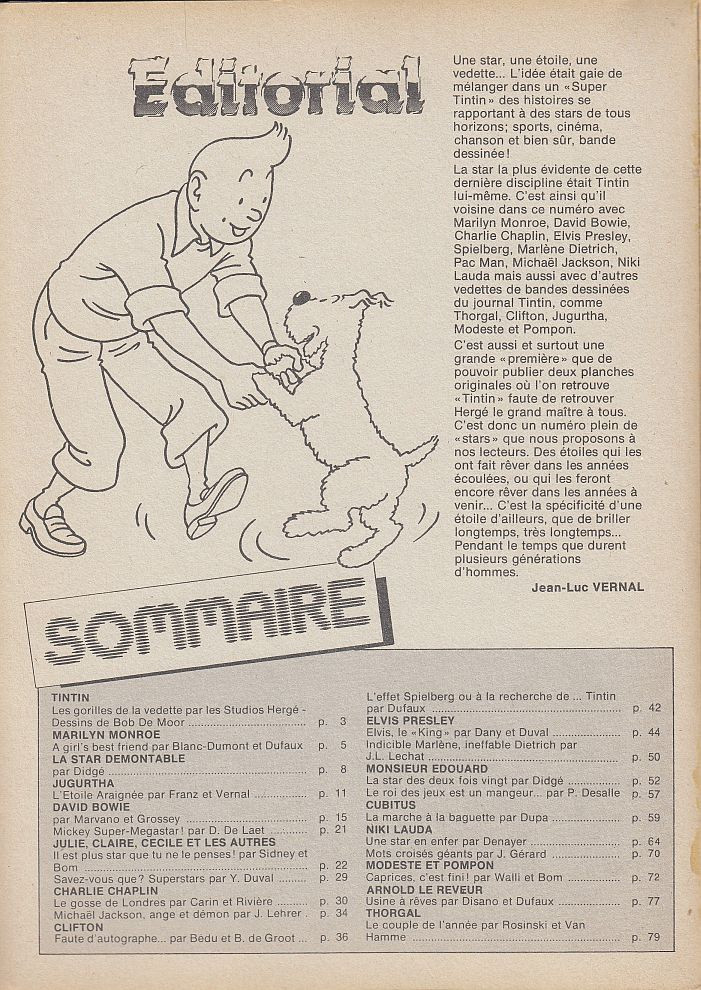 Editorial
Une star, une étoile, une
vedette... L'idée était gaie de
mélanger dans un «Super
Tintin» des histoires se
rapportant à des stars de tous
horizons; sports, cinéma,
chanson et bien sûr, bande
dessinée!
La star la plus évidente de cette
dernière discipline était Tintin
lui-même. C'est ainsi qu'il
voisine dans ce numéro avec
Marilyn Monroe, David Bowie,
Charlie Chaplin, Elvis Presley,
Spielberg, Marlène Dietrich,
Pac Man, Michaël Jackson, Niki
Lauda mais aussi avec d'autres
vedettes de bandes dessinées
du journal Tintin, comme
Thorgal, Clifton, Jugurtha,
Modeste et Pompon.
C'est aussi et surtout une
grande «première» que de
pouvoir publier deux planches
originales où l'on retrouve
«Tintin» faute de retrouver
Hergé le grand maître à tous.
C'est donc un numéro plein de
«stars» que nous proposons à
nos lecteurs. Des étoiles qui les
ont fait rêver dans les années
écoulées, ou qui les feront
encore rêver dans les années à
venir... C'est la spécificité d'une
étoile d'ailleurs, que de briller
longtemps, très longtemps...
Pendant le temps que durent
plusieurs générations
d'hommes.
Jean-Luc VERNAL
SOMMAIRE
TINTIN
Les gorilles de la vedette par les Studios Hergé -
Dessins de Bob De Moor ........ p. 3
MARILYN MONROE
A girl's best friend par Blanc-Dumont et Dufaux ... p. 5
LA STAR DEMONTABLE
par Didgé ........ p. 8
JUGURTHA
L'Etoile Araignée par Franz et Vernal ........ p. 11
DAVID BOWIE
par Marvano et Grossey ........ p. 15
Mickey Super-Megastar! par D. De Laet ........ p. 21
JULIE, CLAIRE, CECILE ET LES AUTRES
Il est plus star que tu ne le penses! par Sidney et
Bom ........ p. 22
Savez-vous que? Superstars par Y. Duval ........ p. 29
CHARLIE CHAPLIN
Le gosse de Londres par Carin et Rivière ........ p. 30
Michaël Jackson, ange et démon par J. Lehrer . p. 34
CLIFTON
Faute d'autographe... par Bédu et B. de Groot ... p. 36
L'effet Spielberg ou à la recherche de ... Tintin
par Dufaux ........ p. 42
ELVIS PRESLEY
Elvis, le «King» par Dany et Duval ........ p. 44
Indicible Marlène, ineffable Dietrich par
J.L. Lechat ........ p. 50
MONSIEUR EDOUARD
La star des deux fois vingt par Didgé ........ p. 52
Le roi des jeux est un mangeur... par P. Desalle p. 57
CUBITUS
La marche à la baguette par Dupa ........ p. 59
NIKI LAUDA
Une star en enfer par Denayer ........ p. 64
Mots croisés géants par J. Gérard ........ p. 70
MODESTE ET POMPON
Caprices, c'est fini! par Walli et Bom ........ p. 72
ARNOLD LE REVEUR
Usine à rêves par Disano et Dufaux ........ p. 77
THORGAL
Le couple de l'année par Rosinski et Van
Hamme ........ p. 79